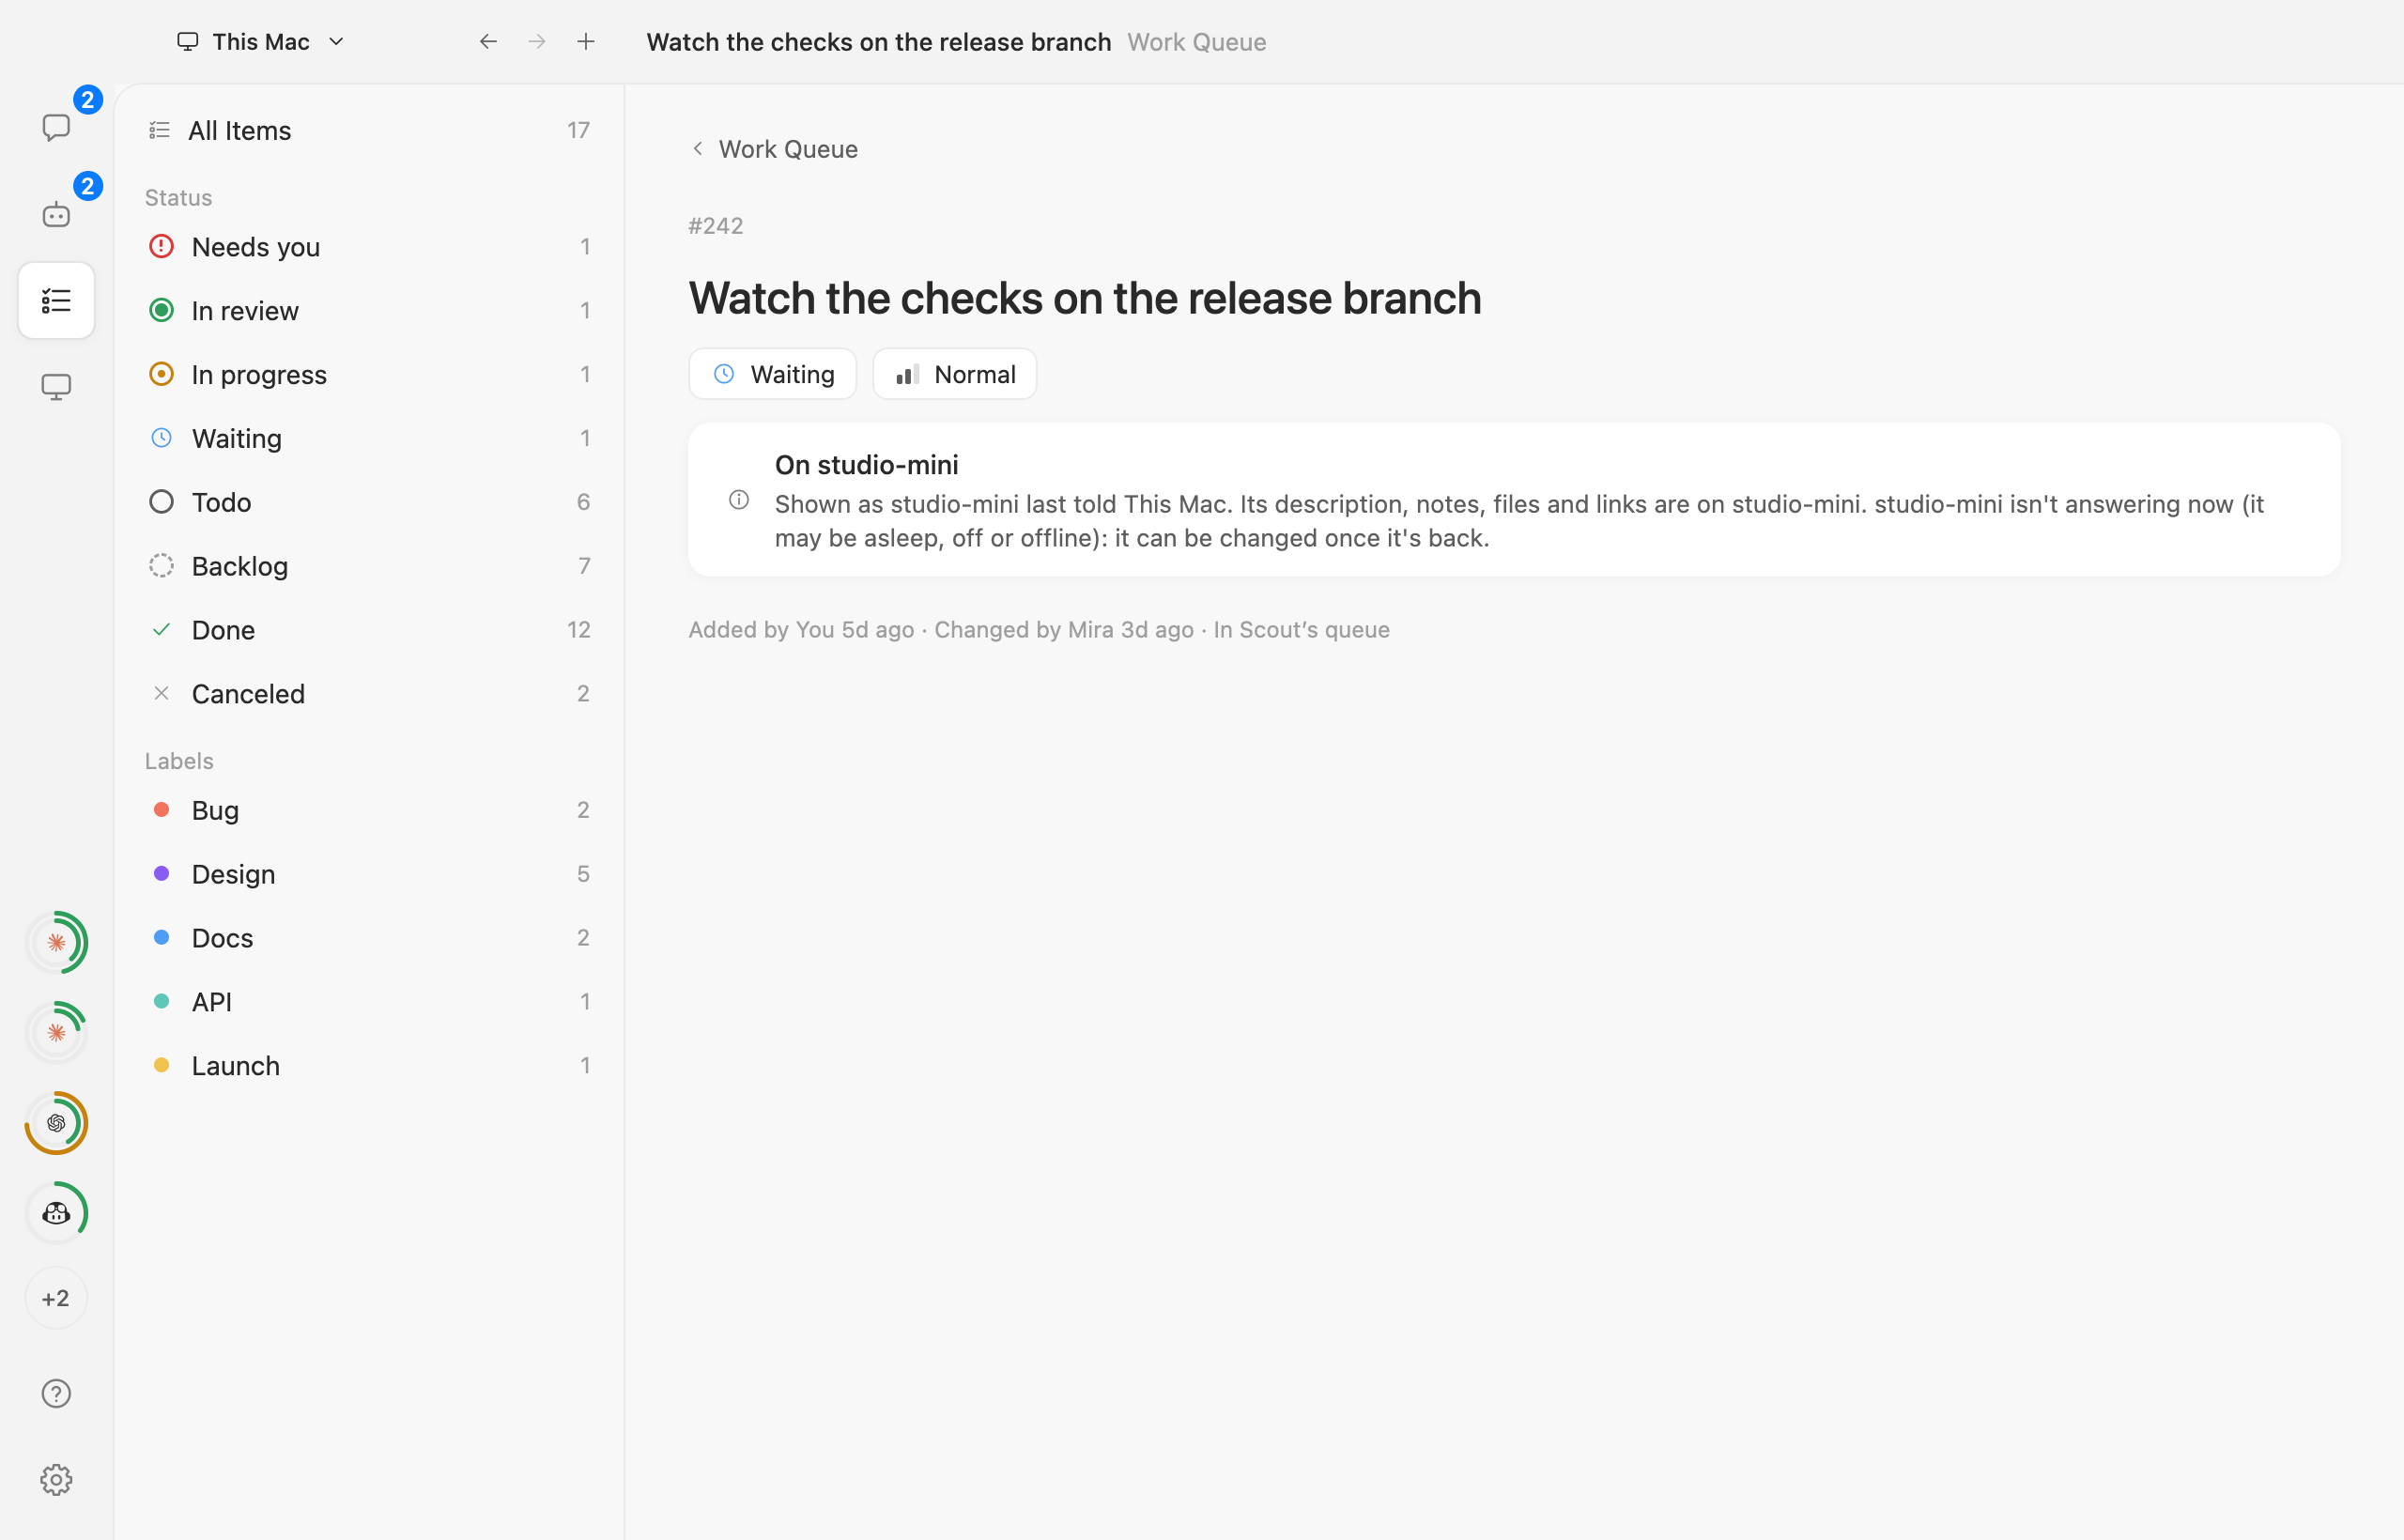 This Mac
Watch the checks on the release branch Work Queue
2
2
All Items 17
Status
Needs you 1
In review 1
In progress 1
Waiting 1
Todo 6
Backlog 7
Done 12
Canceled 2
Labels
Bug 2
Design 5
Docs 2
API 1
Launch 1
+2
Work Queue
#242
Watch the checks on the release branch
Waiting
Normal
On studio-mini
Shown as studio-mini last told This Mac. Its description, notes, files and links are on studio-mini. studio-mini isn't answering now (it
may be asleep, off or offline): it can be changed once it's back.
Added by You 5d ago · Changed by Mira 3d ago · In Scout’s queue